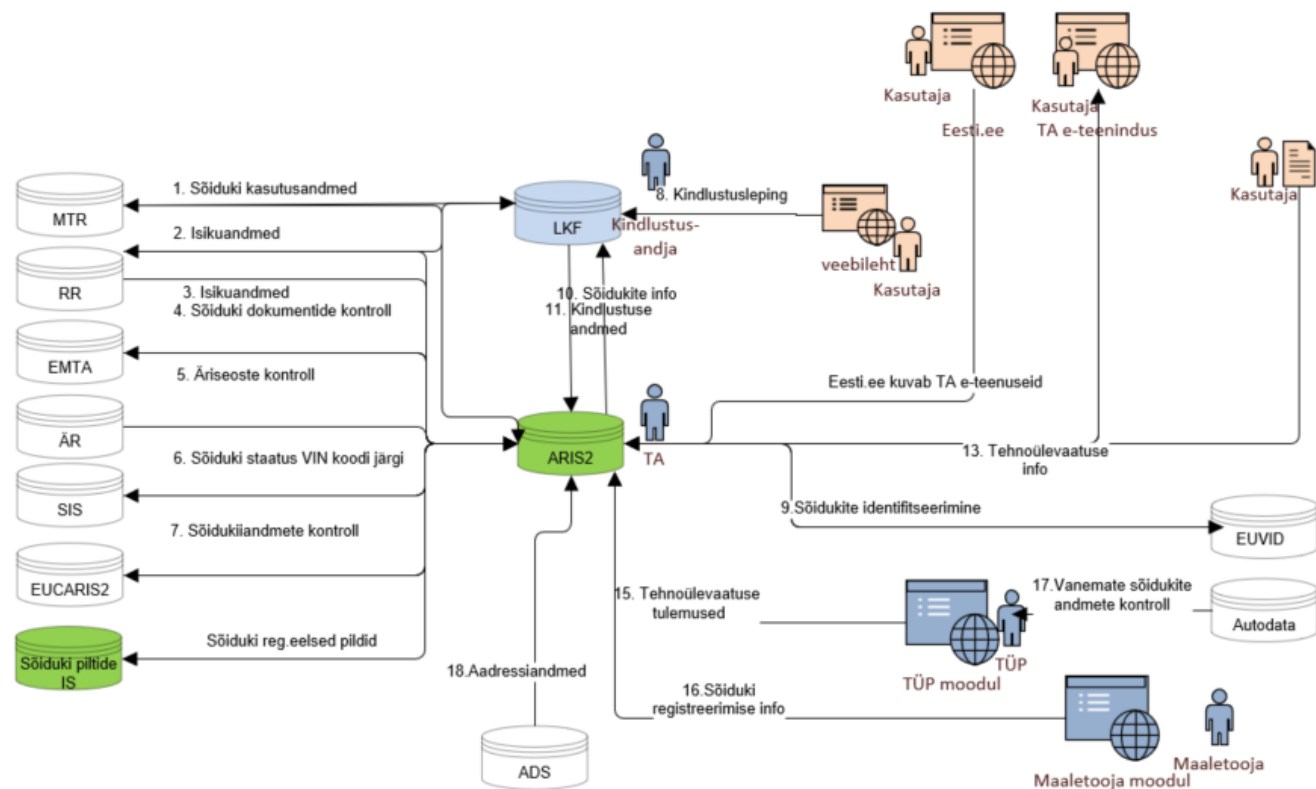 Kasutaja
Eesti.ee
Kasutaja
TA e-teenindus
Kasutaja
1. Sõiduki kasutusandmed
MTR
LKF
8. Kindlustusleping
Kindlustus-
andja
veebileht
Kasutaja
2. Isikuandmed
RR
3. Isikuandmed
4. Sõiduki dokumentide kontroll
10. Sõidukite info
11. Kindlustuse
andmed
EMTA
5. Äriseoste kontroll
Eesti.ee kuvab TA e-teenuseid
ÄR
ARIS2
TA
13. Tehnoülevaatuse
info
6. Sõiduki staatus VIN koodi järgi
SIS
9.Sõidukite identifitseerimine
EUVID
7. Sõidukiandmete kontroll
EUCARIS2
15. Tehnoülevaatuse
tulemused
17.Vanemate sõidukite
andmete kontroll
Autodata
TÜP
TÜP moodul
Sõiduki reg.eelsed pildid
Sõiduki piltide
IS
18.Aadressiandmed
16.Sõiduki
registreerimise info
ADS
Maaletooja
Maaletooja moodul